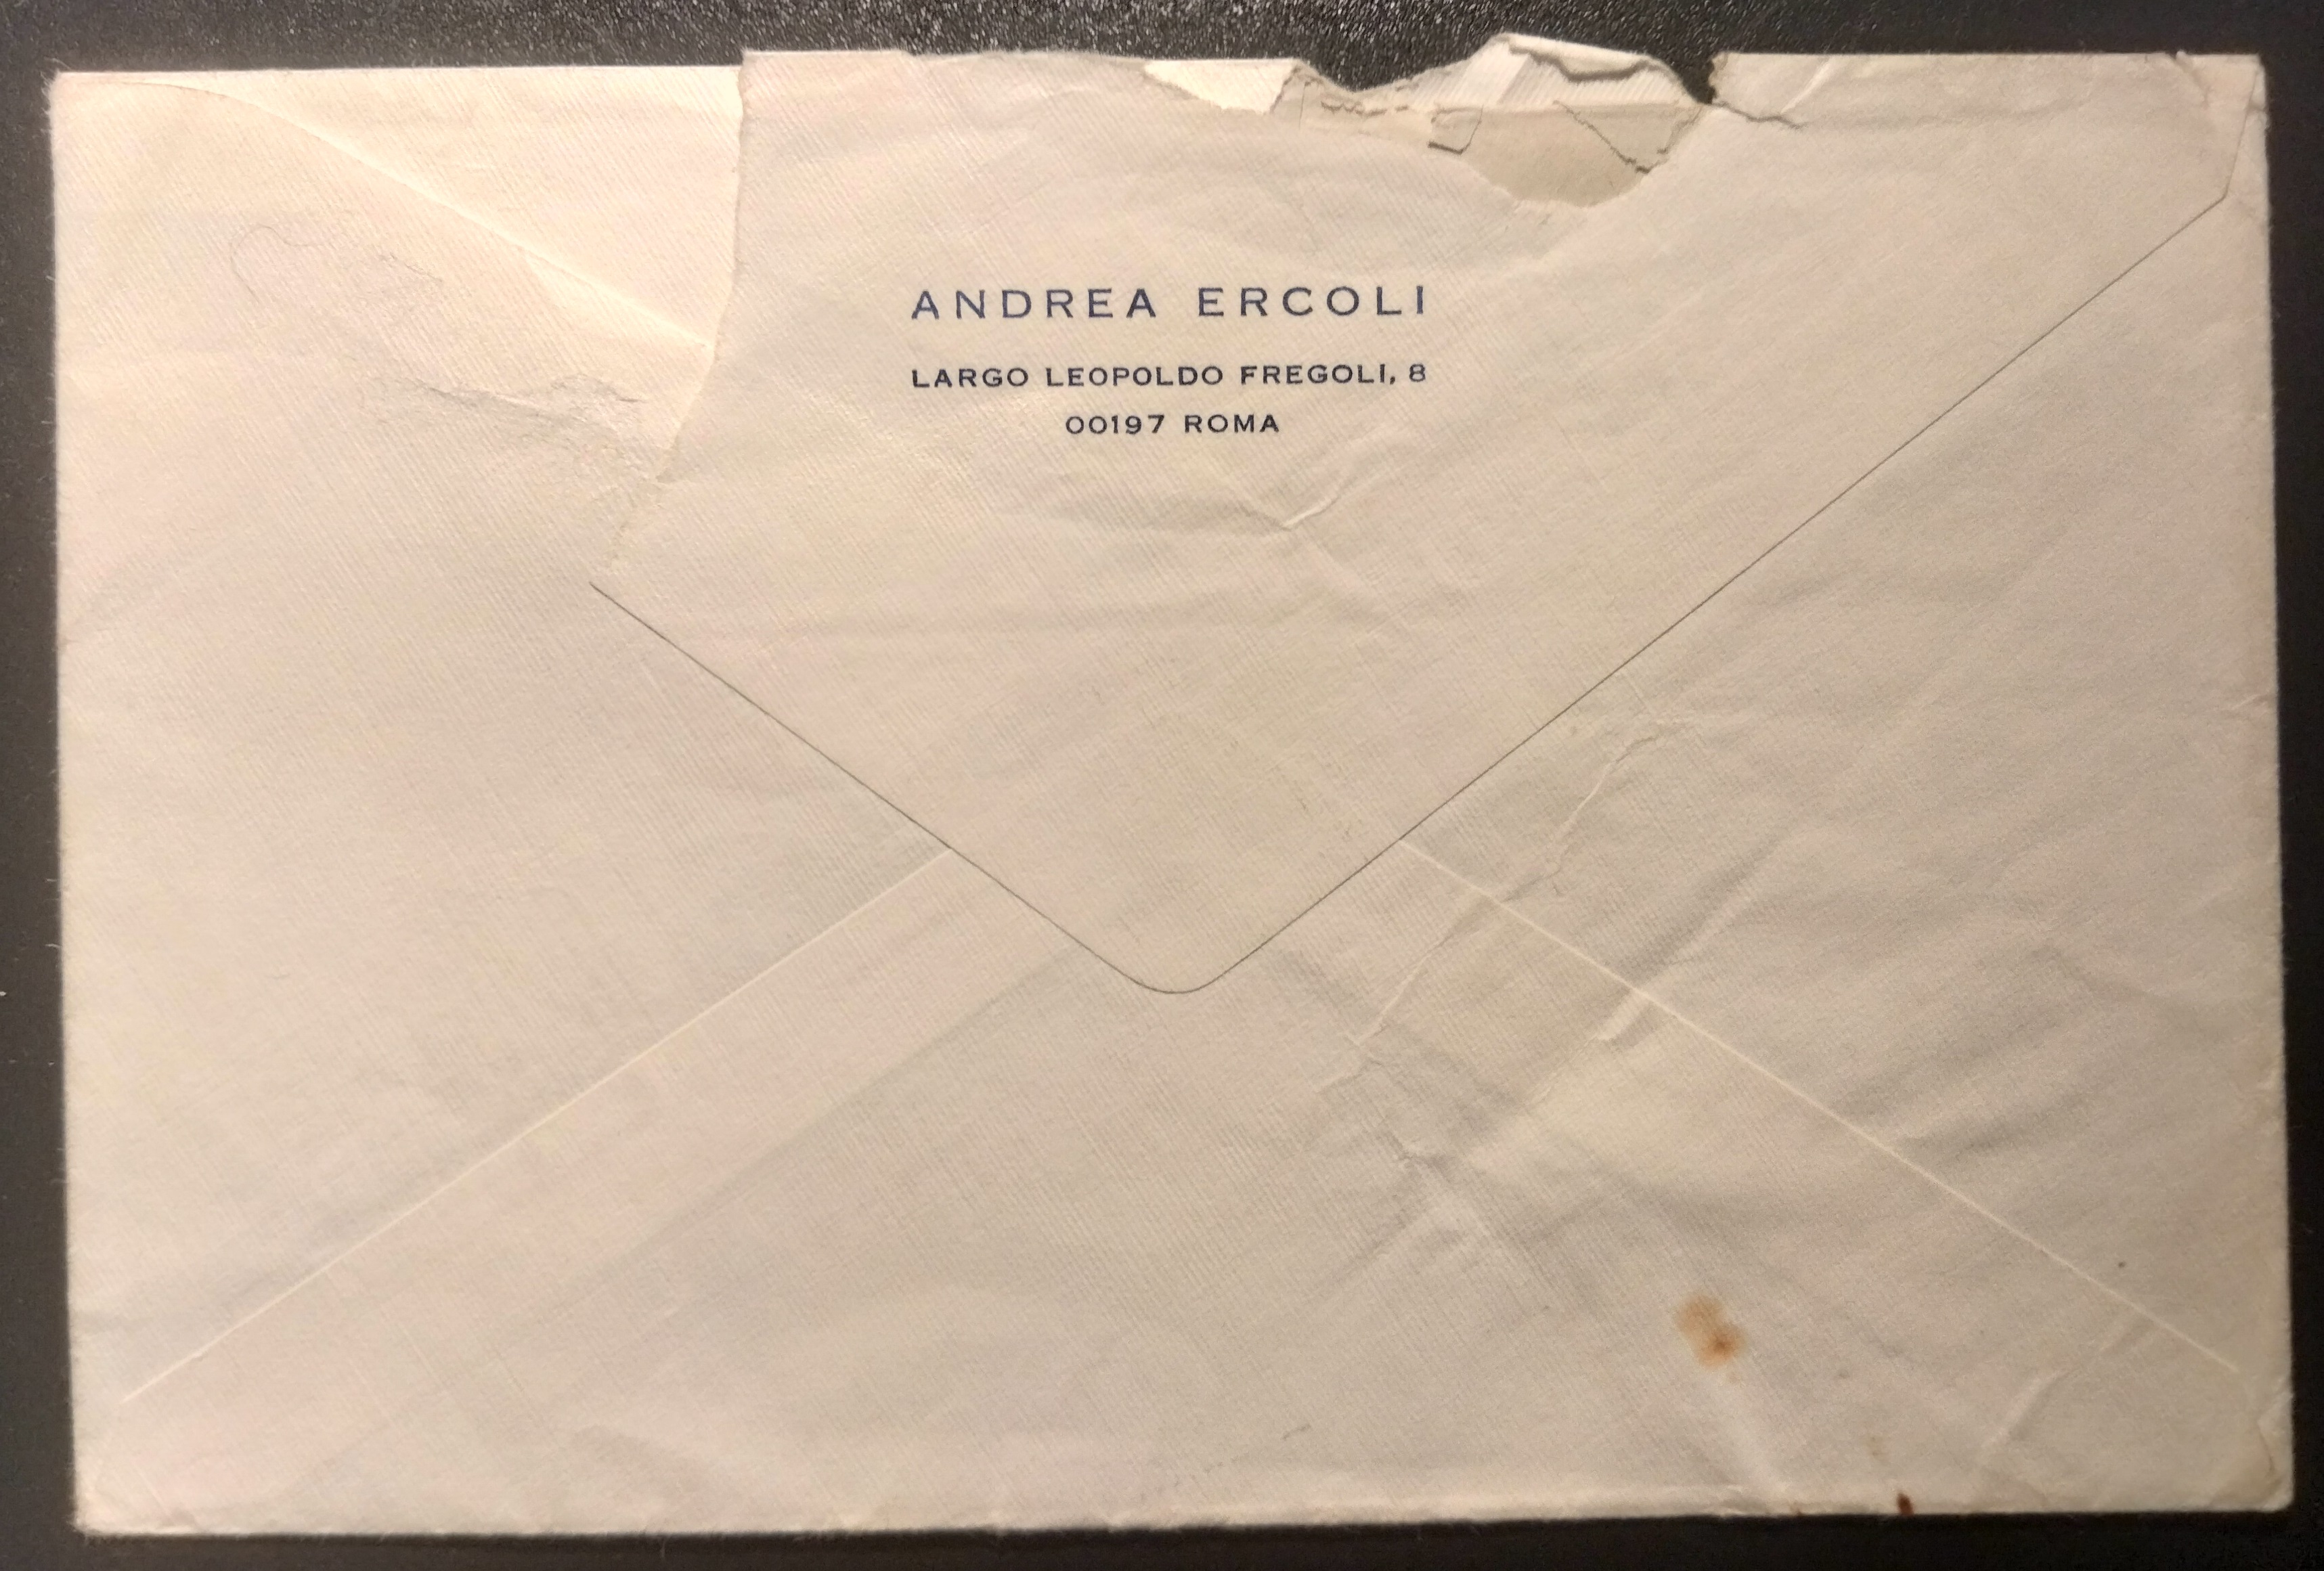 ANDREA ERCOLI
LARGO LEOPOLDO FREGOLI, 8
00197 ROMA